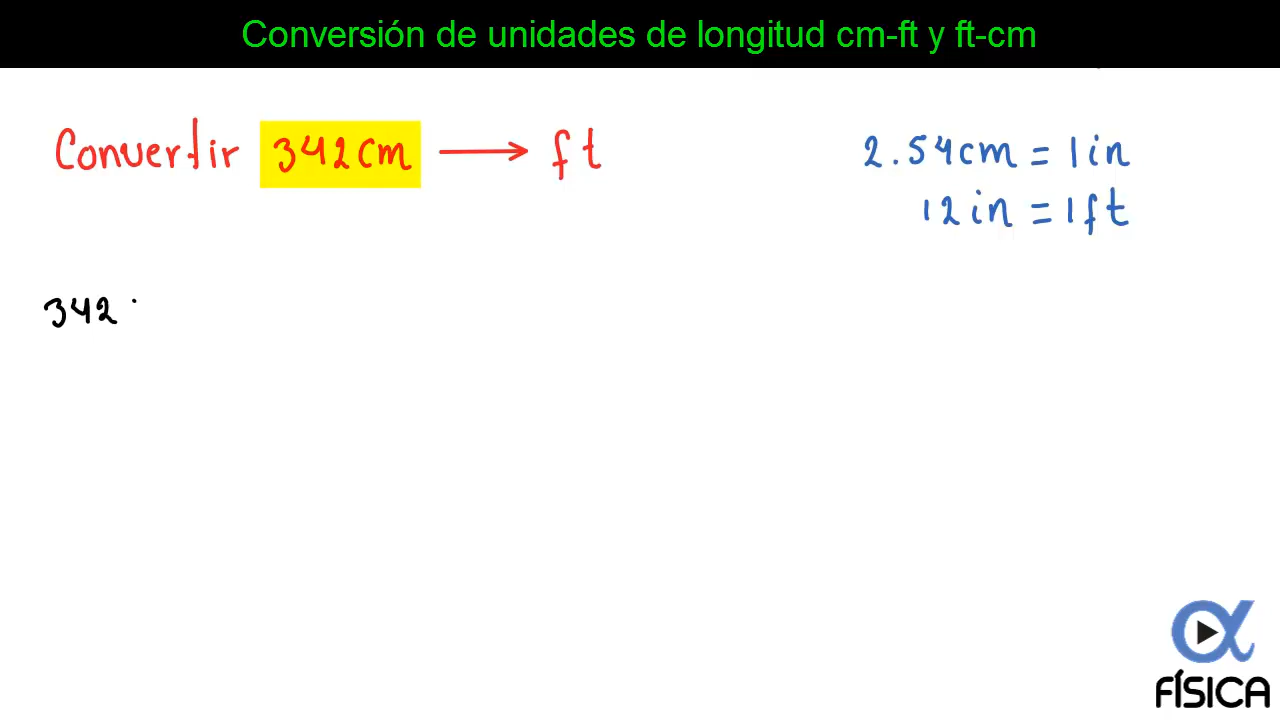 Conversión de unidades de longitud cm-ft y ft-cm
Convertir 342cm → ft
2.54cm = 1in
12in = 1ft
342
FÍSICA